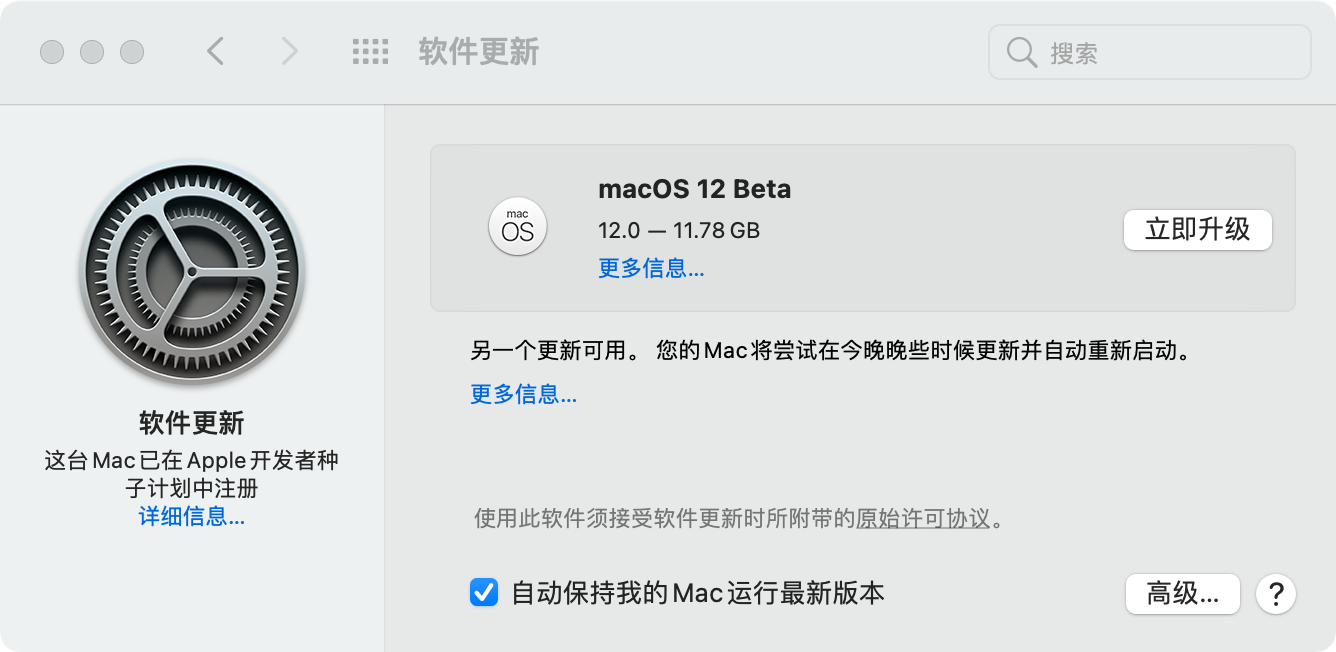 软件更新
搜索
mac
OS
macOS 12 Beta
12.0 — 11.78 GB
更多信息...
立即升级
另一个更新可用。 您的Mac将尝试在今晚晚些时候更新并自动重新启动。
更多信息...
软件更新
这台Mac已在Apple开发者种
子计划中注册
详细信息...
使用此软件须接受软件更新时所附带的原始许可协议。
自动保持我的Mac运行最新版本
高级...
?